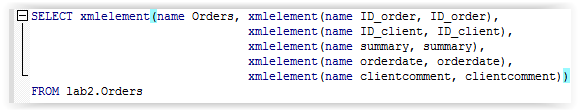 SELECT xmlelement(name Orders, xmlelement(name ID_order, ID_order),
xmlelement(name ID_client, ID_client),
xmlelement(name summary, summary),
xmlelement(name orderdate, orderdate),
xmlelement(name clientcomment, clientcomment))
FROM lab2.Orders